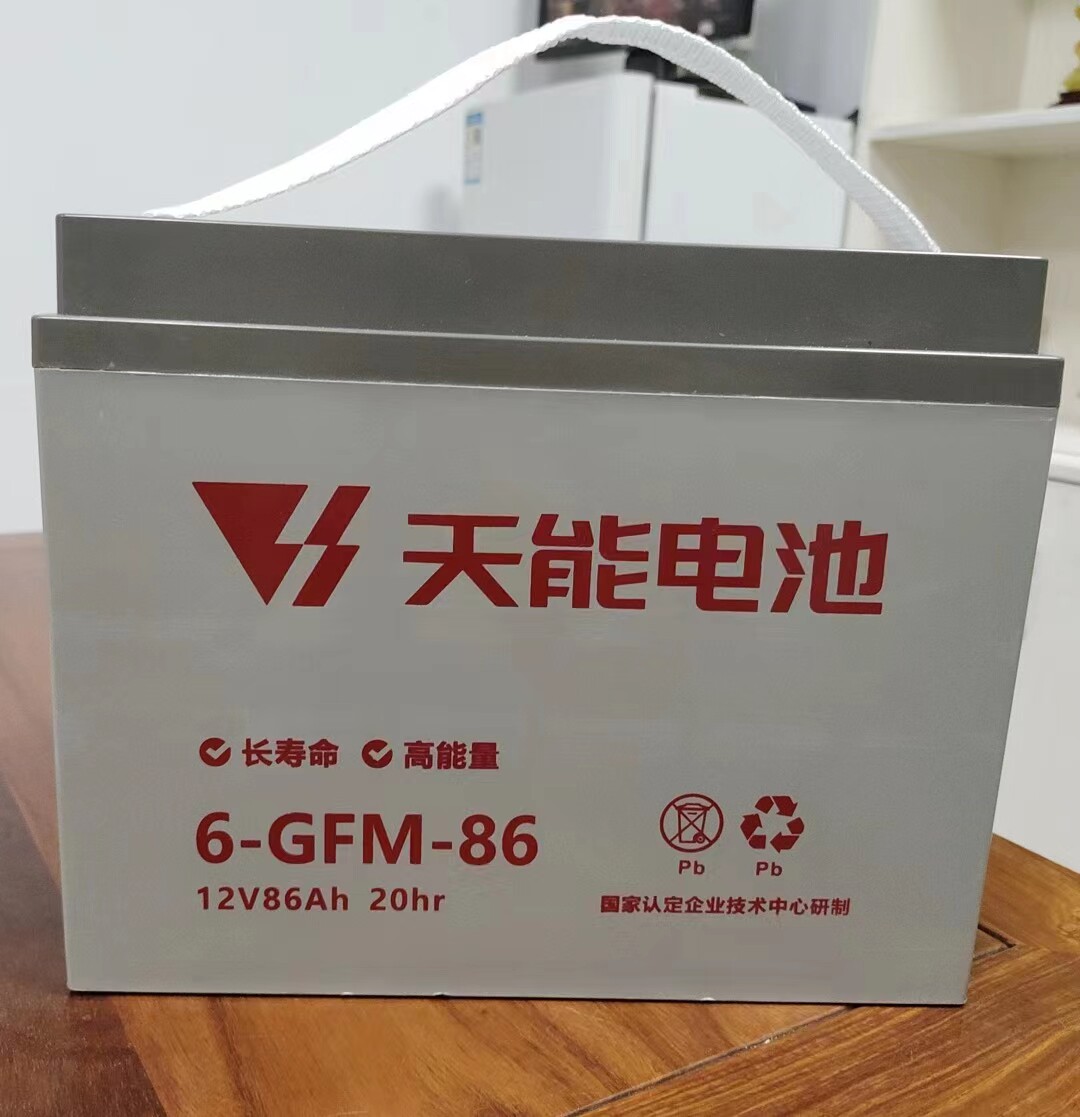 天能电池
长寿命 高能量
6-GFM-86
12V86Ah 20hr
Pb Pb
国家认定企业技术中心研制